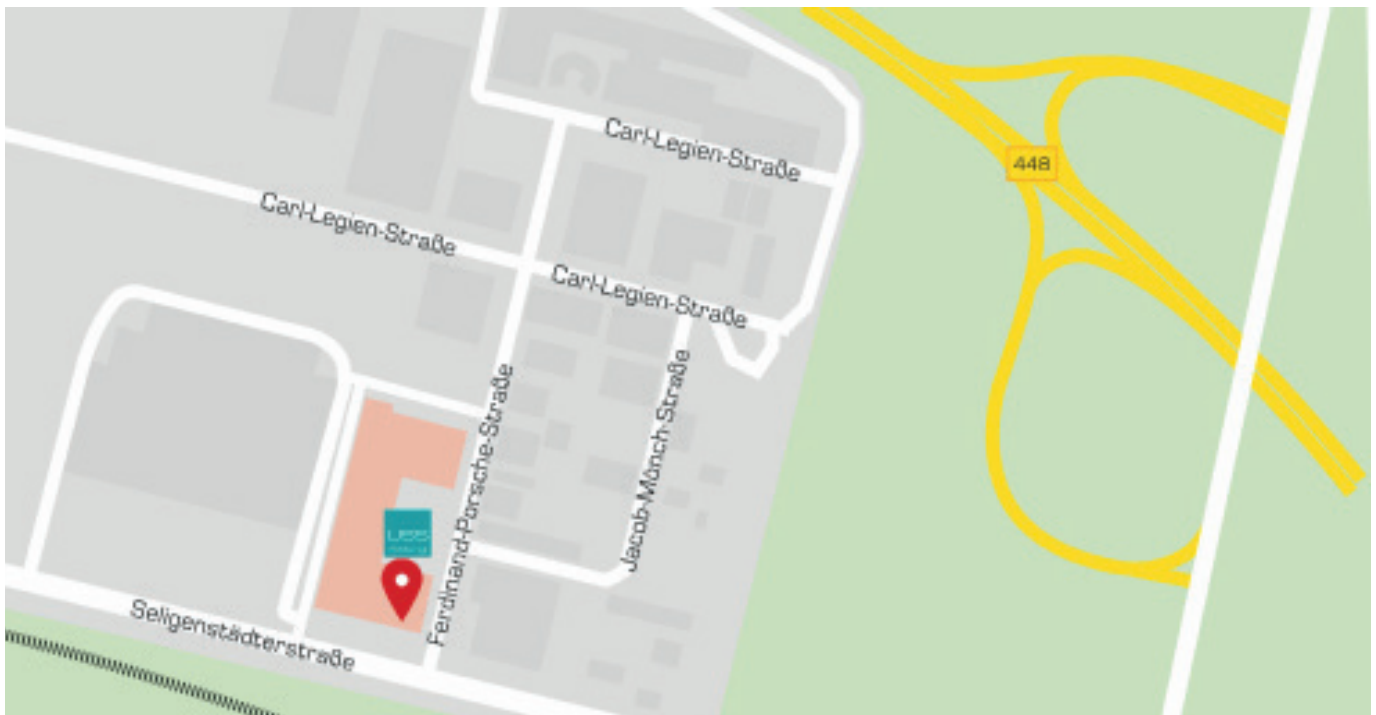 Carl-Legien-Straße
448
Carl-Legien-Straße
Carl-Legien-Straße
Jacob-Mönch-Straße
Ferdinand-Porsche-Straße
Seligenstädterstraße